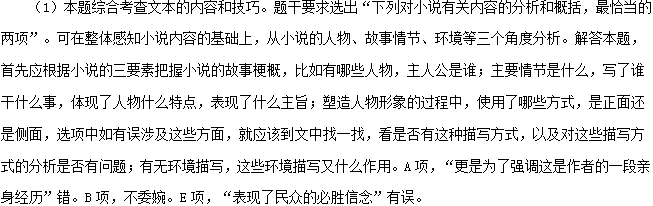 （1）本题综合考查文本的内容和技巧。题干要求选出“下列对小说有关内容的分析和概括，最恰当的
两项”。可在整体感知小说内容的基础上，从小说的人物、故事情节、环境等三个角度分析。解答本题，
首先应根据小说的三要素把握小说的故事梗概，比如有哪些人物，主人公是谁；主要情节是什么，写了谁
干什么事，体现了人物什么特点，表现了什么主旨；塑造人物形象的过程中，使用了哪些方式，是正面还
是侧面，选项中如有误涉及这些方面，就应该到文中找一找，看是否有这种描写方式，以及对这些描写方
式的分析是否有问题；有无环境描写，这些环境描写又什么作用。A项，“更是为了强调这是作者的一段亲
身经历”错。B项，不委婉。E项，“表现了民众的必胜信念”有误。